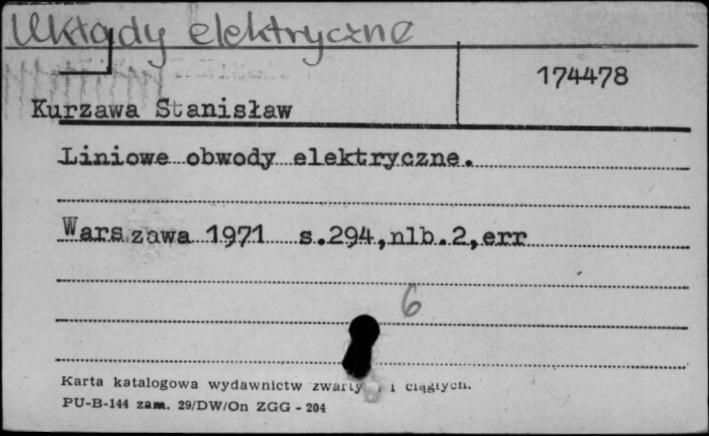 Układy elektryczne
174478
Kurzawa Stanisław
Liniowe obwody elektryczne.
Warszawa 1971 s.294,nlb.2,err
6
Karta katalogowa wydawnictw zwarty i ciągłych.
PU-B-144 zam. 29/DW/On ZGG - 204